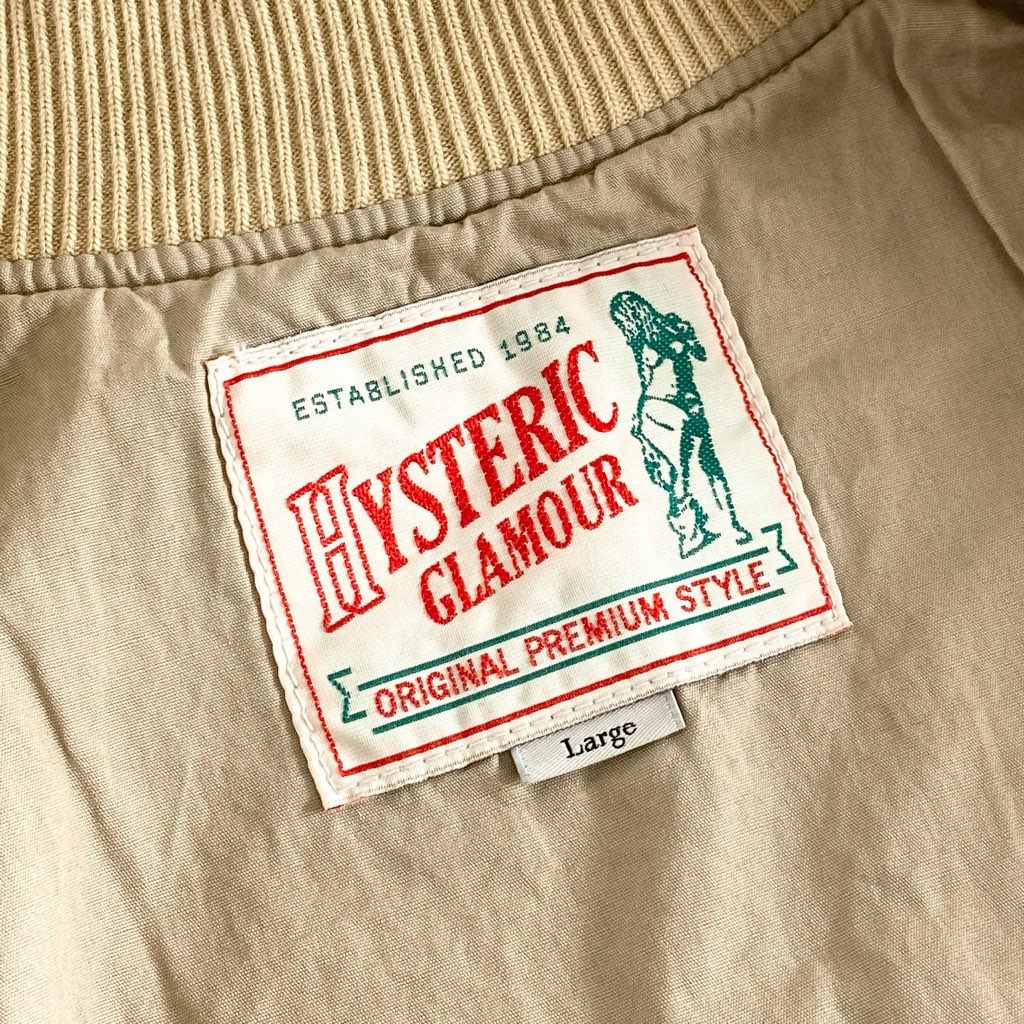 ESTABLISHED 1984
HYSTERIC
GLAMOUR
ORIGINAL PREMIUM STYLE
Large